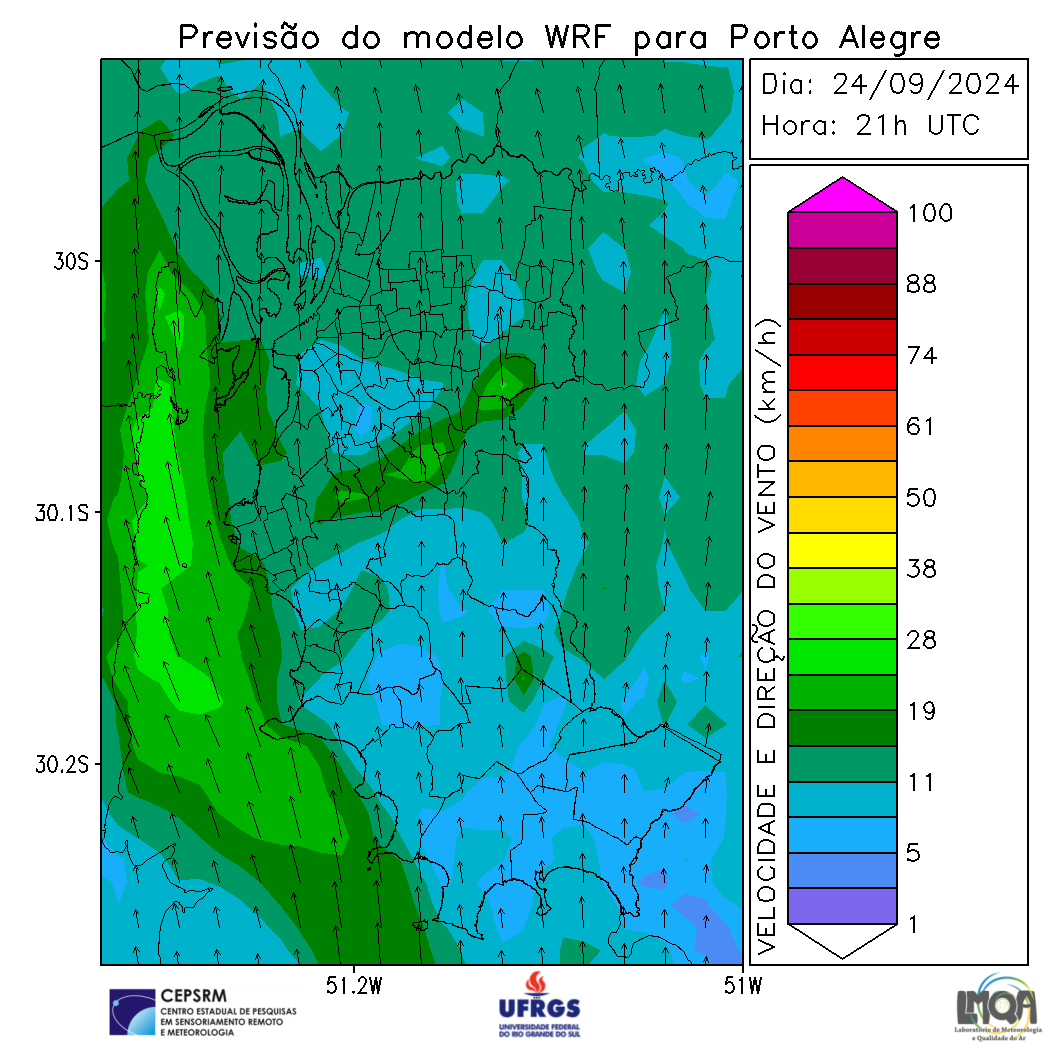 Previsão do modelo WRF para Porto Alegre
Dia: 24/09/2024
Hora: 21h UTC
30S
30.1S
30.2S
51.2W
51W
VELOCIDADE E DIREÇÃO DO VENTO (km/h)
100
88
74
61
50
38
28
19
11
5
1
CEPSRM
CENTRO ESTADUAL DE PESQUISAS
EM SENSORIAMENTO REMOTO
E METEOROLOGIA
UFRGS
UNIVERSIDADE FEDERAL
DO RIO GRANDE DO SUL
LMQA
Laboratório de Meteorologia
e Qualidade do Ar